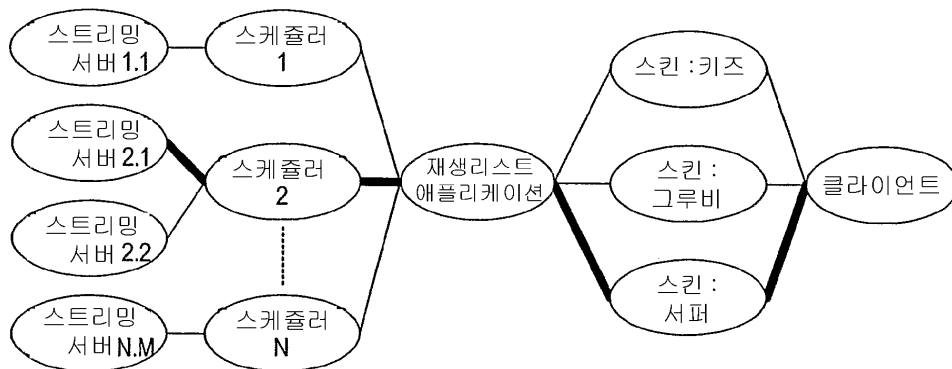 스트리밍
서버 1.1
스케쥴러
1
스트리밍
서버 2.1
스케쥴러
2
스트리밍
서버 2.2
스트리밍
서버 N.M
스케쥴러
N
재생리스트
애플리케이션
스킨 : 키즈
스킨 :
그루비
스킨 :
서퍼
클라이언트